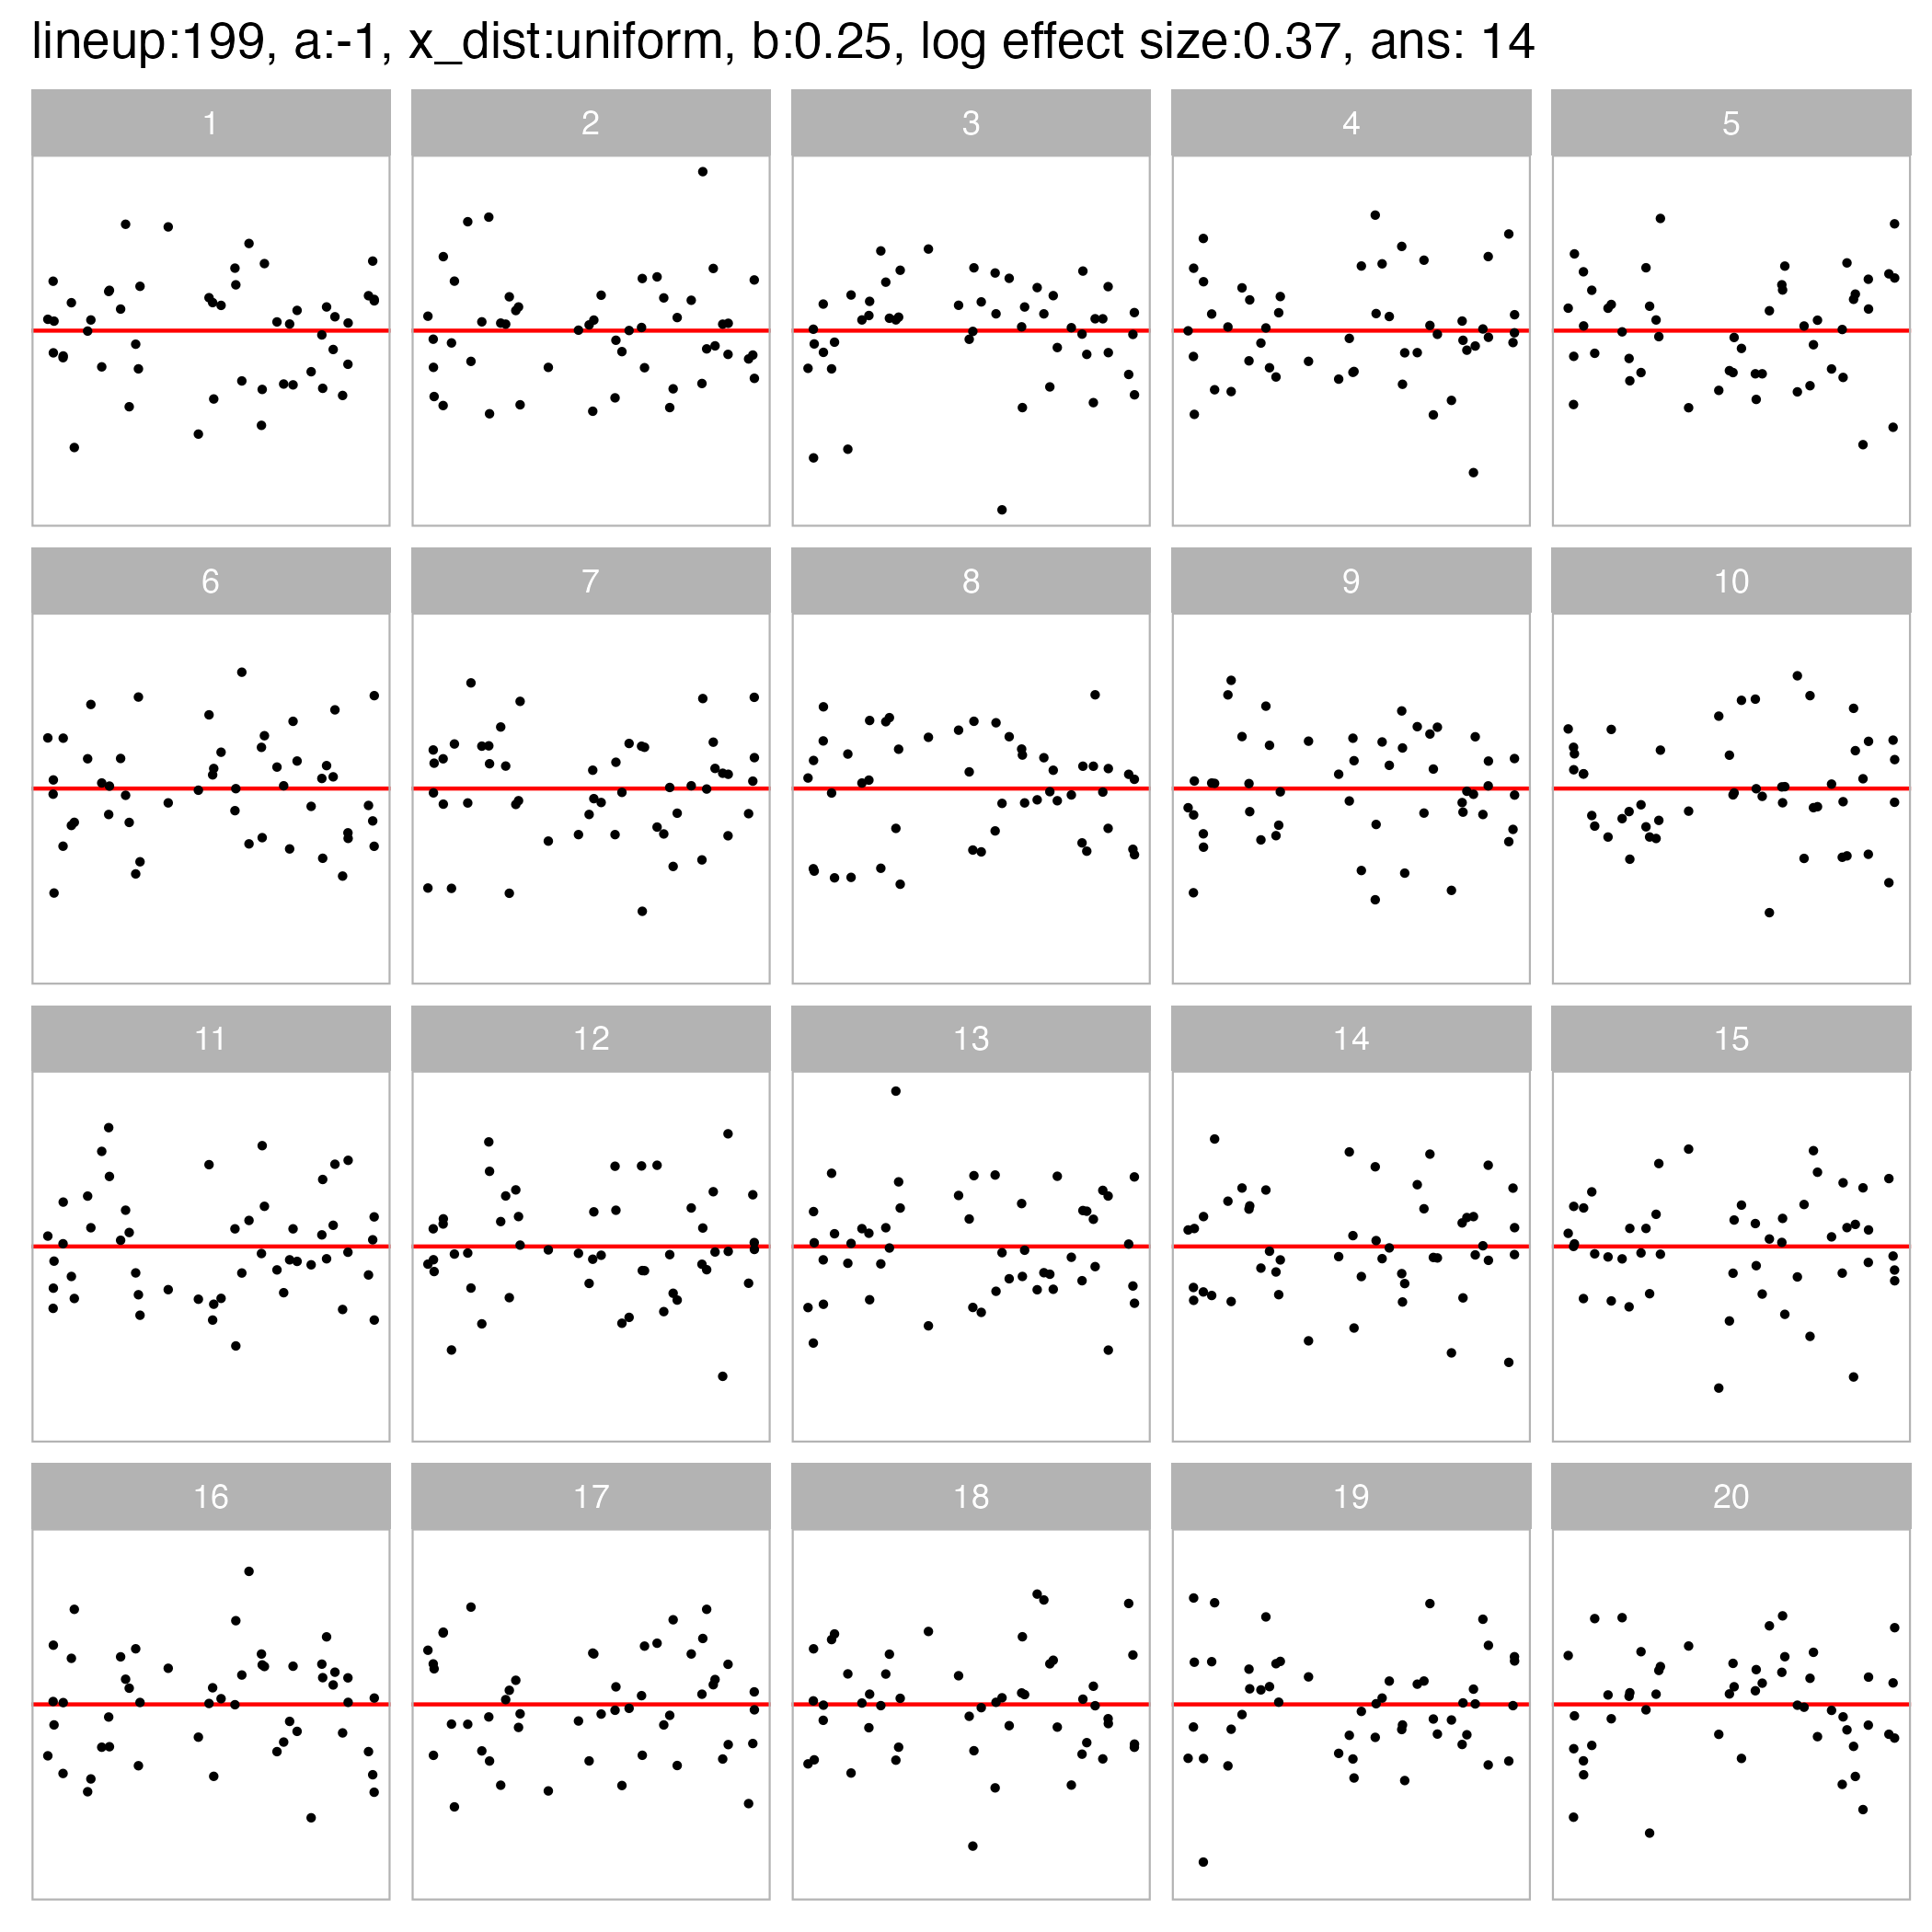 lineup:199, a:-1, x_dist:uniform, b:0.25, log effect size:0.37, ans: 14
1 2 3 4 5
6 7 8 9 10
11 12 13 14 15
16 17 18 19 20